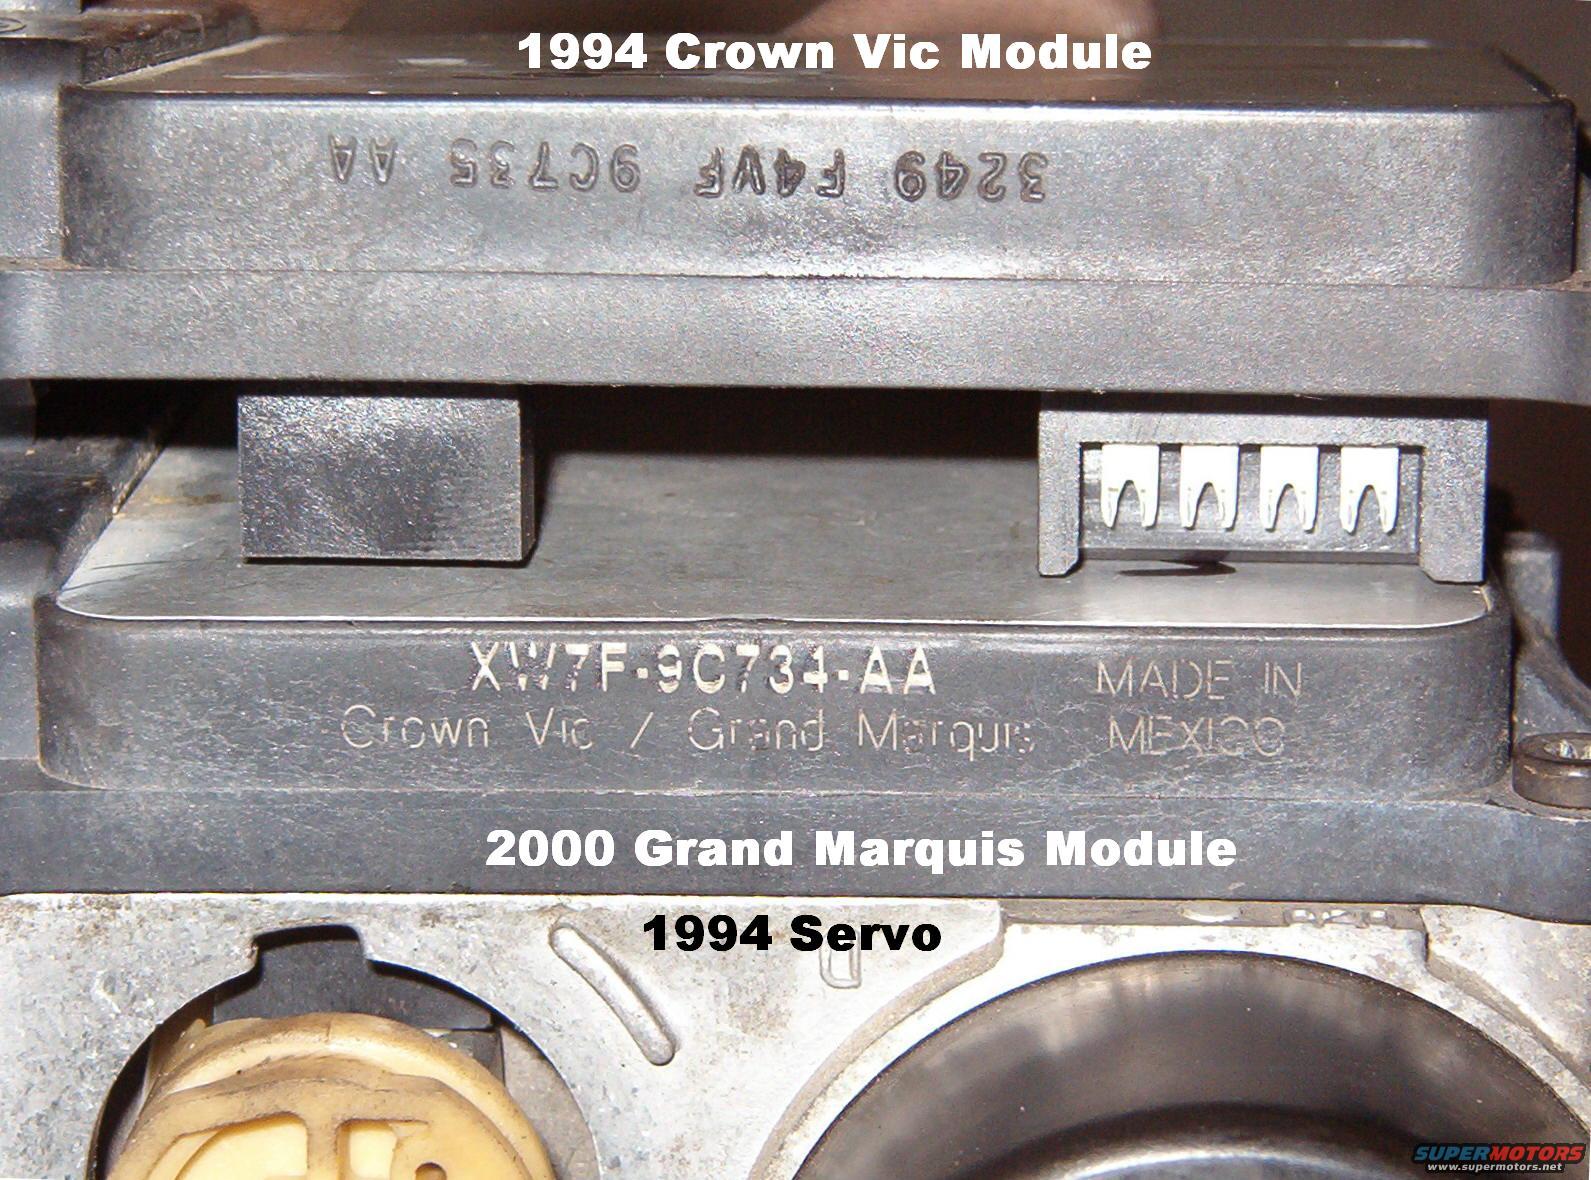 1994 Crown Vic Module
3249 F4VF 9C735 AA
XW7F-9C734-AA
Crown Vic / Grand Marquis
MADE IN
MEXICO
2000 Grand Marquis Module
1994 Servo
SUPERMOTORS
www.supermotors.net